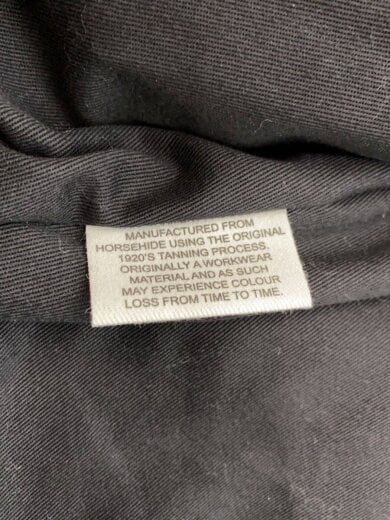 MANUFACTURED FROM
HORSEHIDE USING THE ORIGINAL
1920'S TANNING PROCESS.
ORIGINALLY A WORKWEAR
MATERIAL AND AS SUCH
MAY EXPERIENCE COLOUR
LOSS FROM TIME TO TIME.